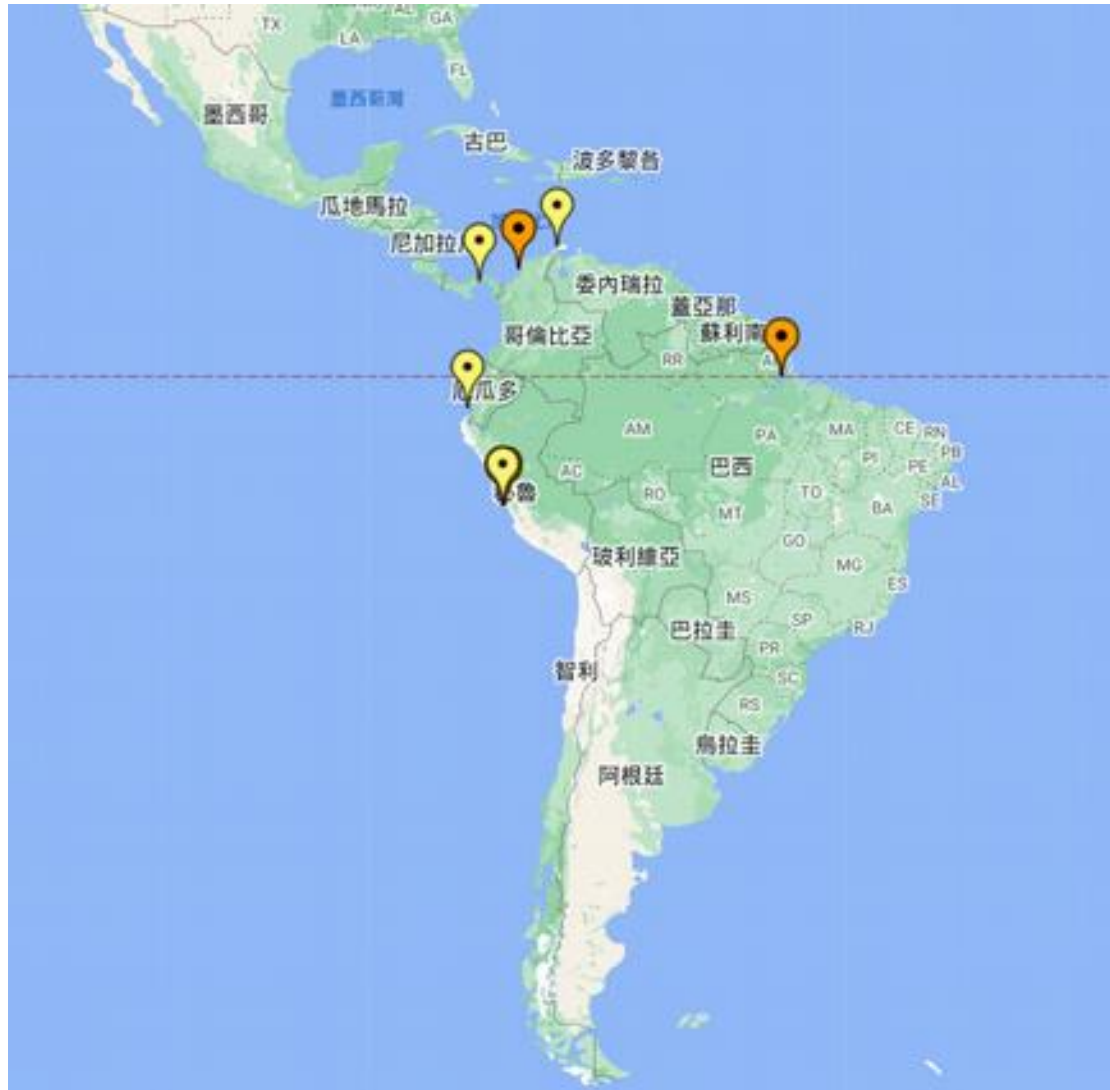 TX
AL
GA
LA
FL
墨西哥
墨西哥灣
古巴
波多黎各
瓜地馬拉
尼加拉
委內瑞拉
蓋亞那
蘇利南
哥倫比亞
RR
瓜多
AM
PA
MA
CE
RN
PB
PI
PE
AL
SE
AC
巴西
魯
RO
TO
BA
MT
GO
玻利維亞
MG
ES
MS
SP
巴拉圭
RJ
PR
智利
SC
RS
烏拉圭
阿根廷